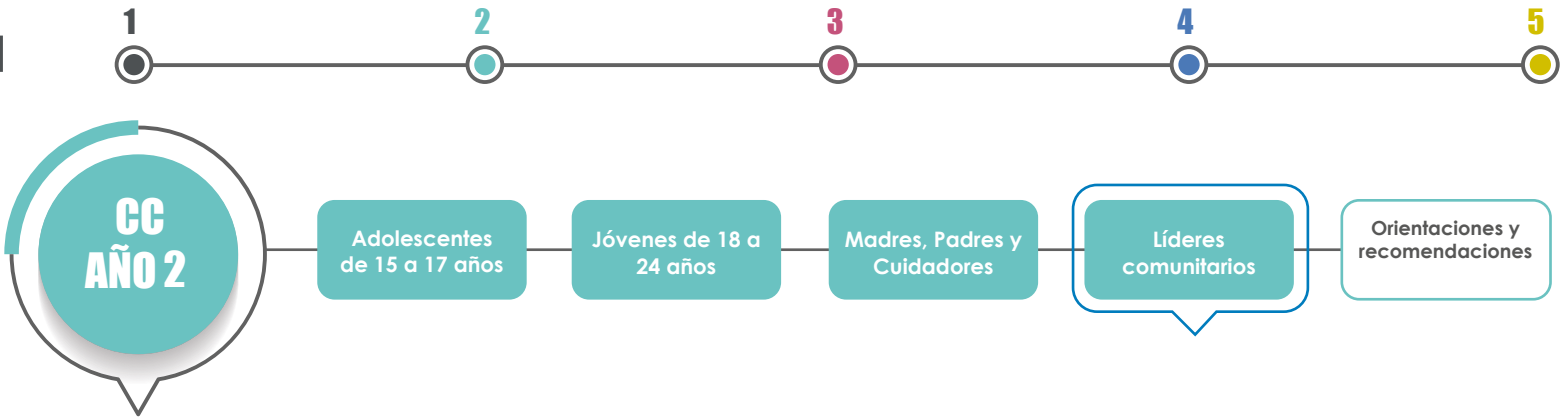 1
2
3
4
5
CC
AÑO 2
Adolescentes
de 15 a 17 años
Jóvenes de 18 a
24 años
Madres, Padres y
Cuidadores
Líderes
comunitarios
Orientaciones y
recomendaciones